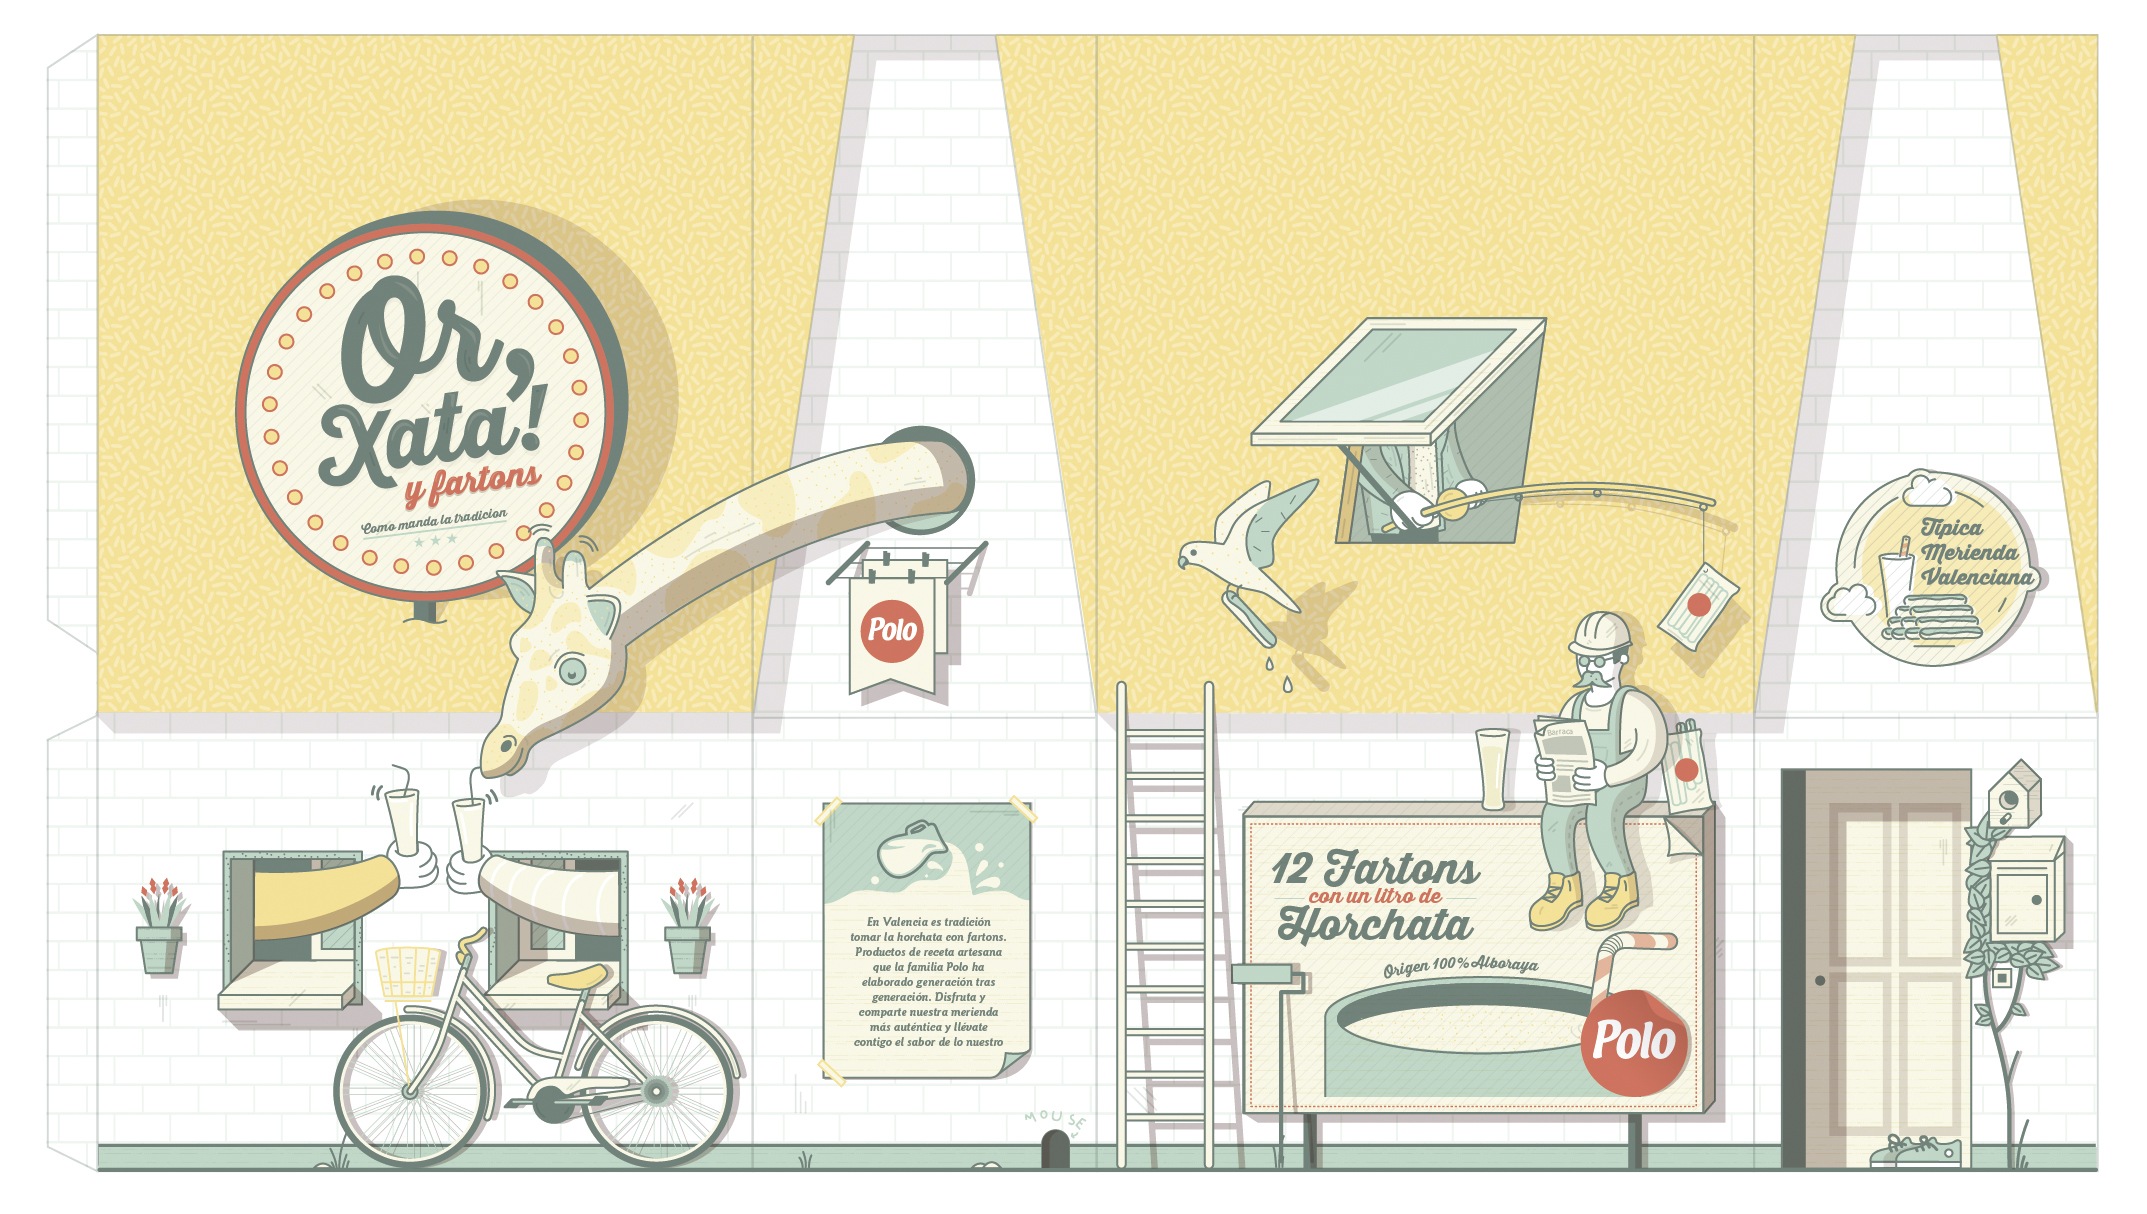 Or,
Xata!
y fartons
Como manda la tradicion
Polo
En Valencia es tradición
tomar la horchata con fartons.
Productos de receta artesana
que la familia Polo ha
elaborado generación tras
generación. Disfruta y
comparte nuestra merienda
más auténtica y llévate
contigo el sabor de lo nuestro
MOUSE
Barraca
12 Fartons
con un litro de
Horchata
Origen 100% Alboraya
Polo
Típica
Merienda
Valenciana